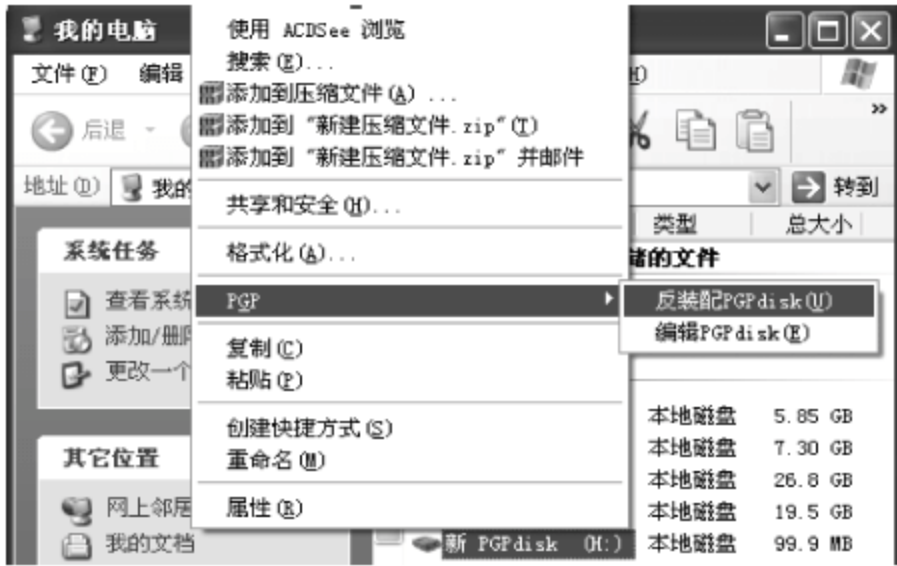 我的电脑
文件(F) 编辑
后退
地址(D) 我的
转到
类型 总大小
储的文件
系统任务
查看系统
添加/删除
更改一个
其它位置
网上邻居
我的文档
使用 ACDSee 浏览
搜索(E)...
添加到压缩文件(A) ...
添加到 "新建压缩文件.zip"(T)
添加到 "新建压缩文件.zip" 并邮件
共享和安全(H)...
格式化(A)...
PGP
复制(C)
粘贴(P)
创建快捷方式(S)
重命名(M)
属性(R)
反装配PGPdisk(U)
编辑PGPdisk(E)
本地磁盘 5.85 GB
本地磁盘 7.30 GB
本地磁盘 26.8 GB
本地磁盘 19.5 GB
新 PGPdisk (H:) 本地磁盘 99.9 MB